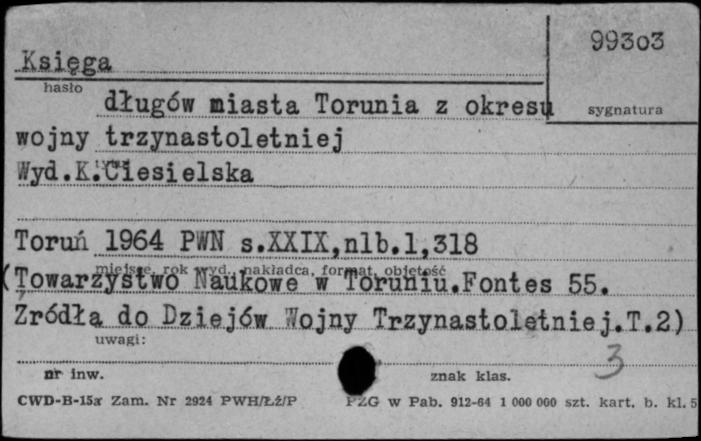 99303
Księga
hasło
sygnatura
długów miasta Torunia z okresu
wojny trzynastoletniej
Wyd.K.Ciesielska
Toruń 1964 PWN s.XXIX,nlb.1,318
miejsce, rok wyd., nakładca, format, objętość
(Towarzystwo Naukowe w Toruniu.Fontes 55.
Zródła do Dziejów Wojny Trzynastoletniej.T.2)
uwagi:
3
nr inw.
znak klas.
CWD-B-15x Zam. Nr 2924 PWH/Łź/P PZG w Pab. 912-64 1 000 000 szt. kart. b. kl. 5